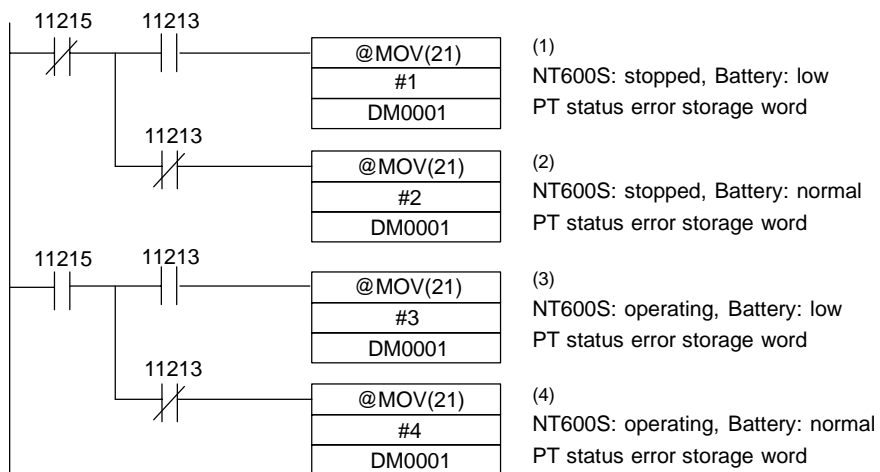 11215 11213
@MOV(21) (1)
#1 NT600S: stopped, Battery: low
DM0001 PT status error storage word
11213
@MOV(21) (2)
#2 NT600S: stopped, Battery: normal
DM0001 PT status error storage word
11215 11213
@MOV(21) (3)
#3 NT600S: operating, Battery: low
DM0001 PT status error storage word
11213
@MOV(21) (4)
#4 NT600S: operating, Battery: normal
DM0001 PT status error storage word